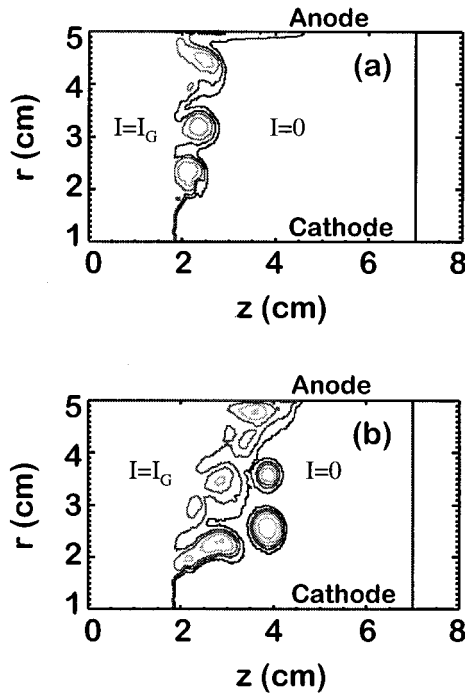 Anode
5
(a)
4
I=I_G
I=0
r (cm)
3
2
Cathode
1
0 2 4 6 8
z (cm)
Anode
5
(b)
4
I=I_G
I=0
r (cm)
3
2
Cathode
1
0 2 4 6 8
z (cm)